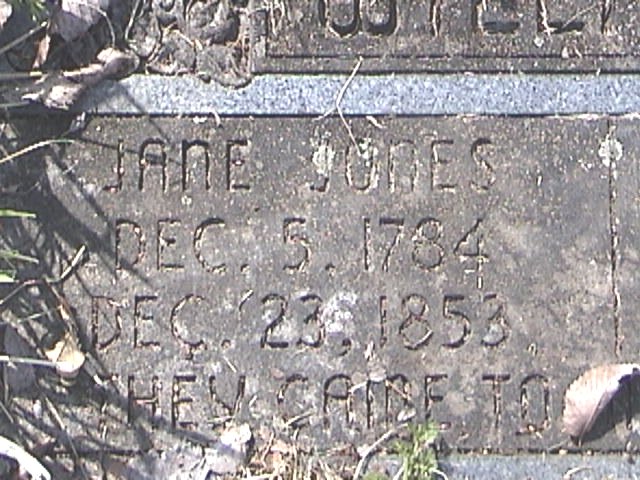 JANE JONES
DEC. 5. 1784
DEC. 23, 1853
THEY CAME TO